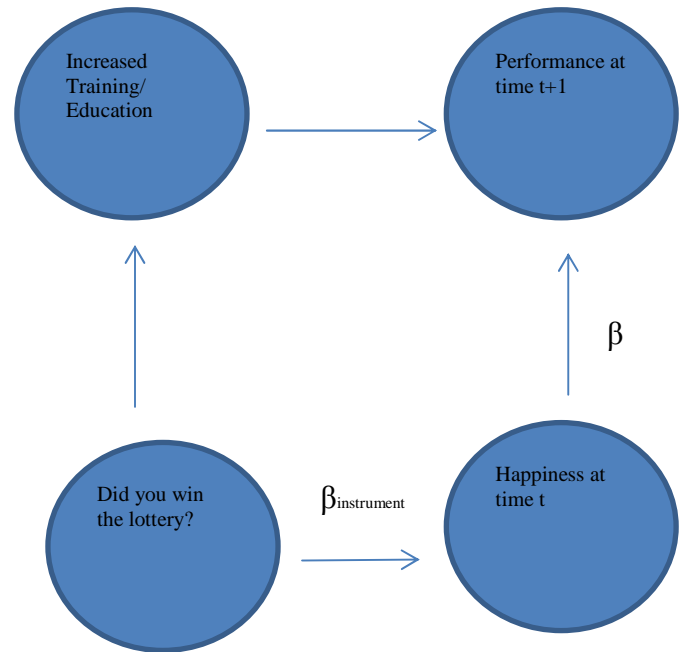 Increased
Training/
Education
Performance at
time t+1
β
Did you win
the lottery?
βinstrument
Happiness at
time t